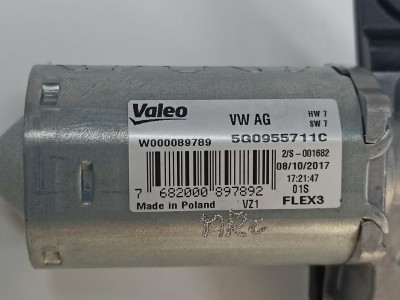 Valeo
VW AG
HW 7
SW 7
W000089789
5G0955711C
2/S -001682
08/10/2017
17:21:47
7 682000 897892
01S
Made in Poland
VZ1
FLEX3